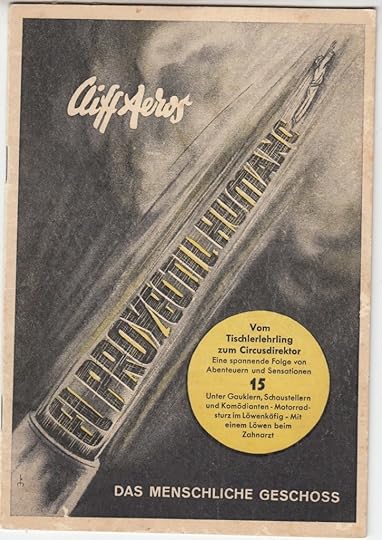 Cliff Aeros
EL PROYECTIL HUMANO
Vom
Tischlerlehrling
zum Circusdirektor
Eine spannende Folge von
Abenteuern und Sensationen
15
Unter Gauklern, Schaustellern
und Komödianten - Motorrad-
sturz im Löwenkäfig - Mit
einem Löwen beim
Zahnarzt
DAS MENSCHLICHE GESCHOSS